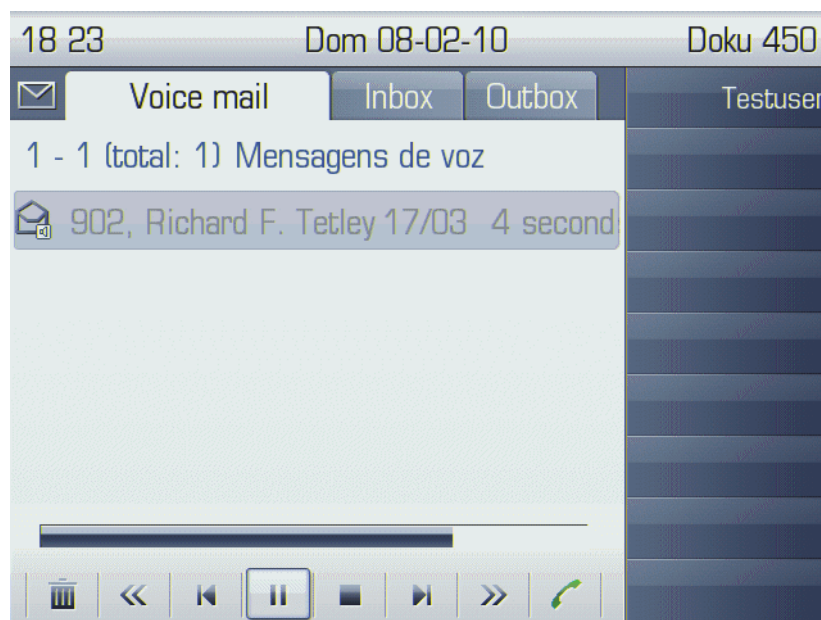 18 23 Dom 08-02-10 Doku 450
Voice mail Inbox Outbox
Testuser
1 - 1 (total: 1) Mensagens de voz
902, Richard F. Tetley 17/03 4 second